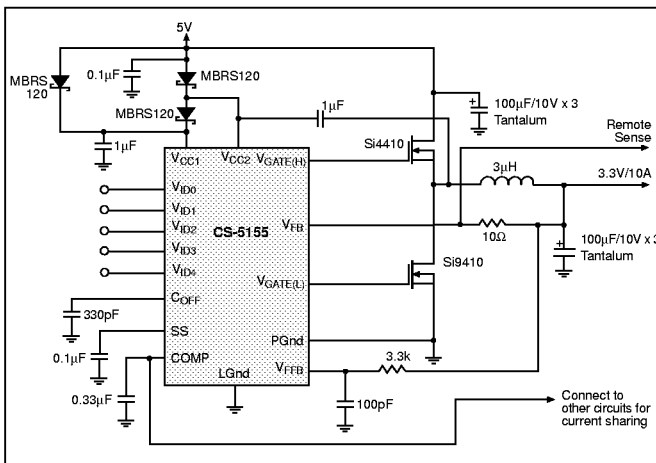 5V
MBRS
120
0.1μF
MBRS120
MBRS120
1μF
1μF
100μF/10V x 3
Tantalum
Si4410
Remote
Sense
3μH
3.3V/10A
VCC1
VCC2
VGATE(H)
VID0
VID1
VID2
VID3
VID4
CS-5155
VFB
10Ω
100μF/10V x 3
Tantalum
Si9410
VGATE(L)
COFF
330pF
SS
0.1μF
PGnd
COMP
LGnd
VFFB
3.3k
0.33μF
100pF
Connect to
other circuits for
current sharing